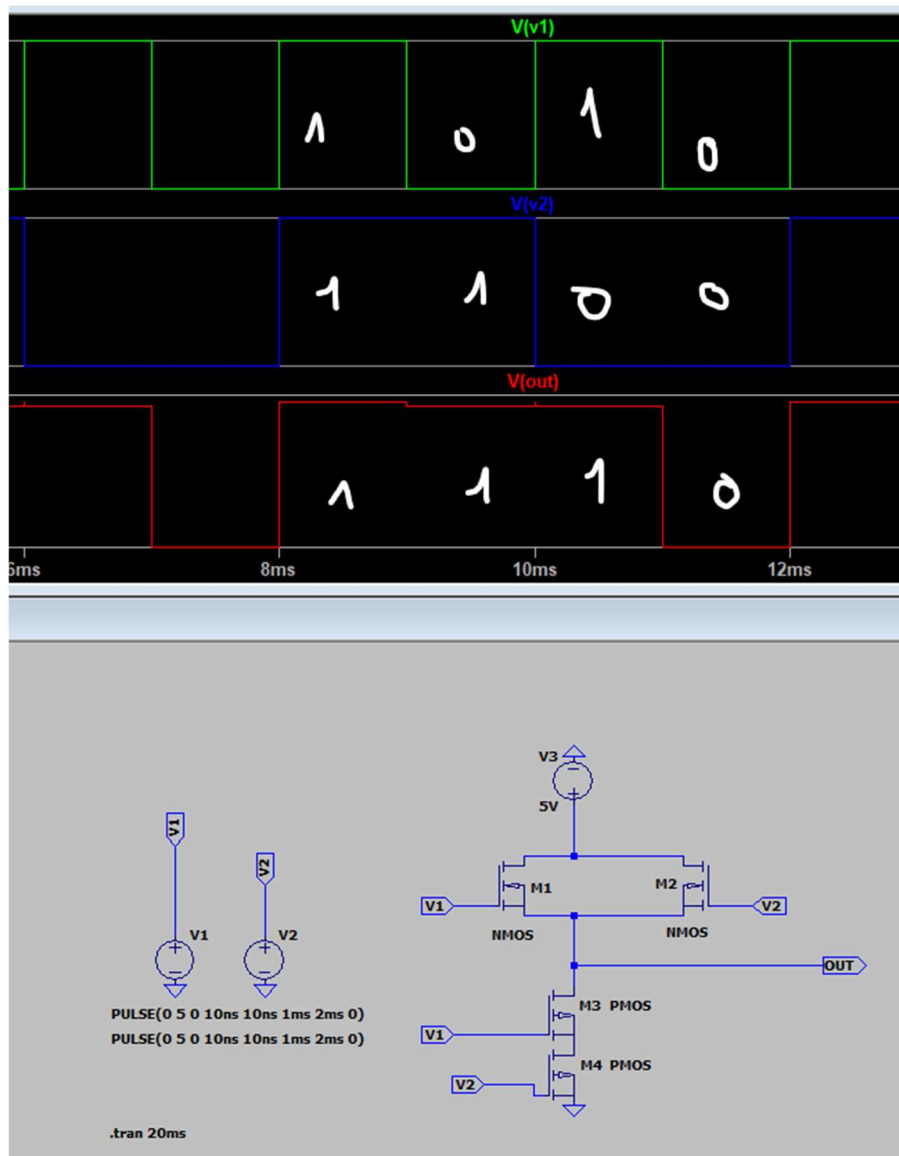 V(v1)
1 0 1 0
V(v2)
1 1 0 0
V(out)
1 1 1 0
6ms 8ms 10ms 12ms
V3
5V
V1
V2
M1
M2
V1
V2
V1
V2
NMOS
NMOS
OUT
PULSE(0 5 0 10ns 10ns 1ms 2ms 0)
M3 PMOS
PULSE(0 5 0 10ns 10ns 1ms 2ms 0)
V1
M4 PMOS
V2
.tran 20ms